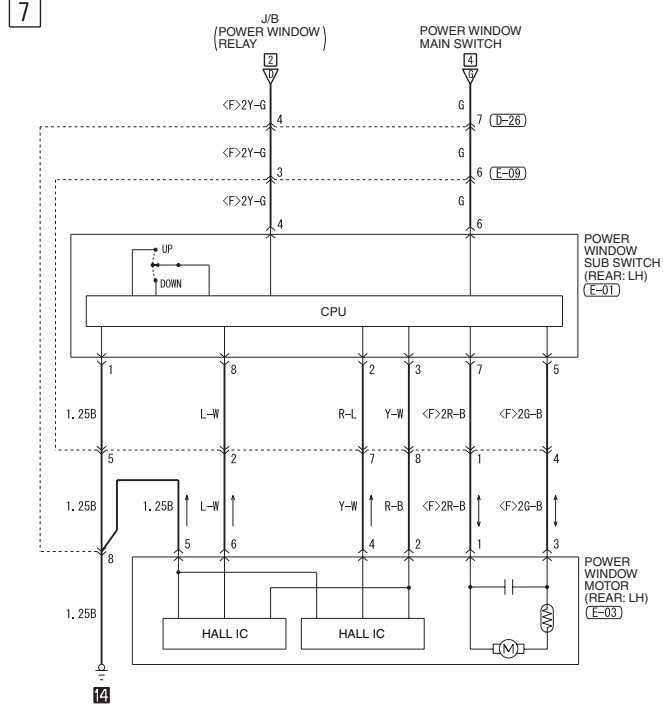 7
J/B
(POWER WINDOW)
RELAY
POWER WINDOW
MAIN SWITCH
2
4
D
G
<F>2Y-G
G
4
7 (D-26)
<F>2Y-G
G
3
6 (E-09)
<F>2Y-G
G
4
6
UP
DOWN
POWER
WINDOW
SUB SWITCH
(REAR: LH)
(E-01)
CPU
1 8 2 3 7 5
1.25B L-W R-L Y-W <F>2R-B <F>2G-B
5 2 7 8 1 4
1.25B 1.25B L-W Y-W R-B <F>2R-B <F>2G-B
8 5 6 4 2 1 3
POWER
WINDOW
MOTOR
(REAR: LH)
(E-03)
1.25B
HALL IC HALL IC
M
14